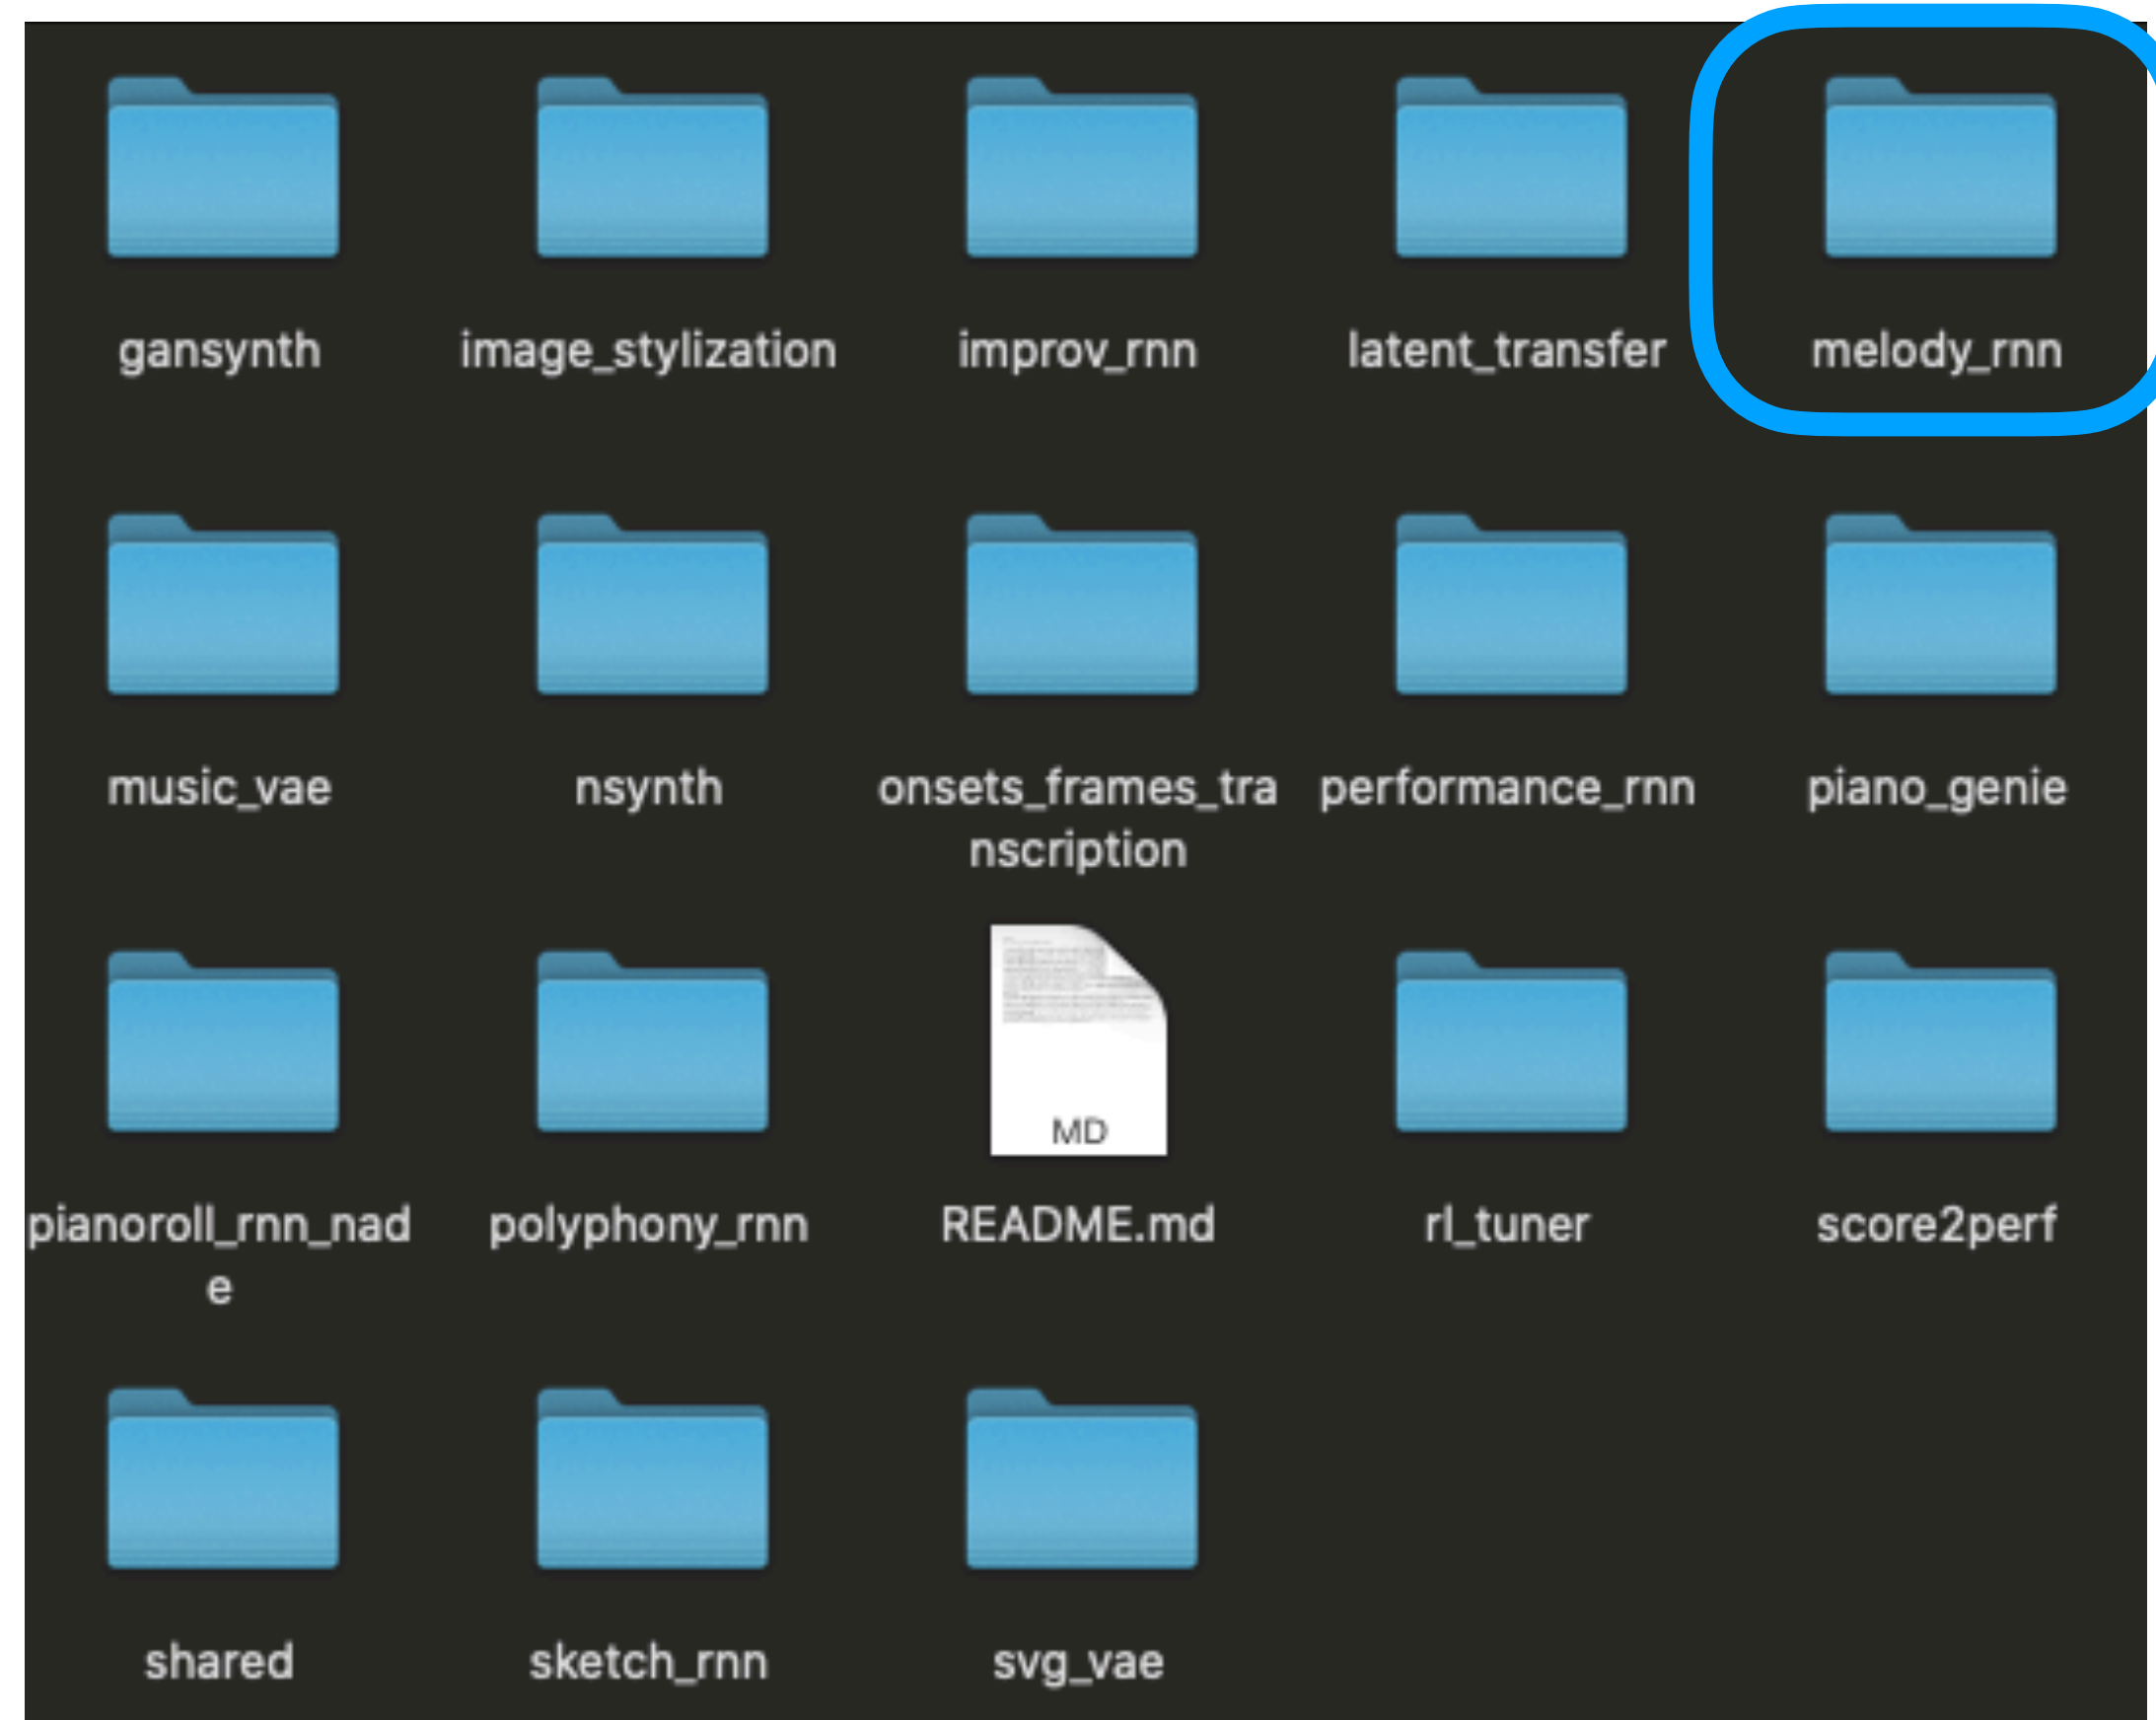 gansynth
image_stylization
improv_rnn
latent_transfer
melody_rnn
music_vae
nsynth
onsets_frames_tra
nscription
performance_rnn
piano_genie
pianoroll_rnn_nad
e
polyphony_rnn
MD
README.md
rl_tuner
score2perf
shared
sketch_rnn
svg_vae